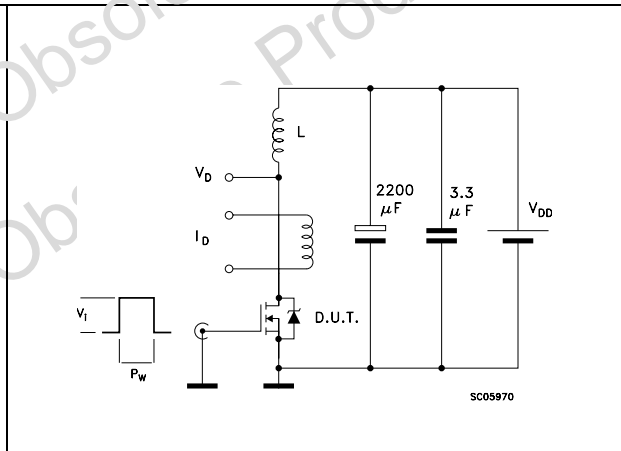 L
V_D
2200
μF
3.3
μF
V_DD
I_D
D.U.T.
V_i
P_W
SC05970